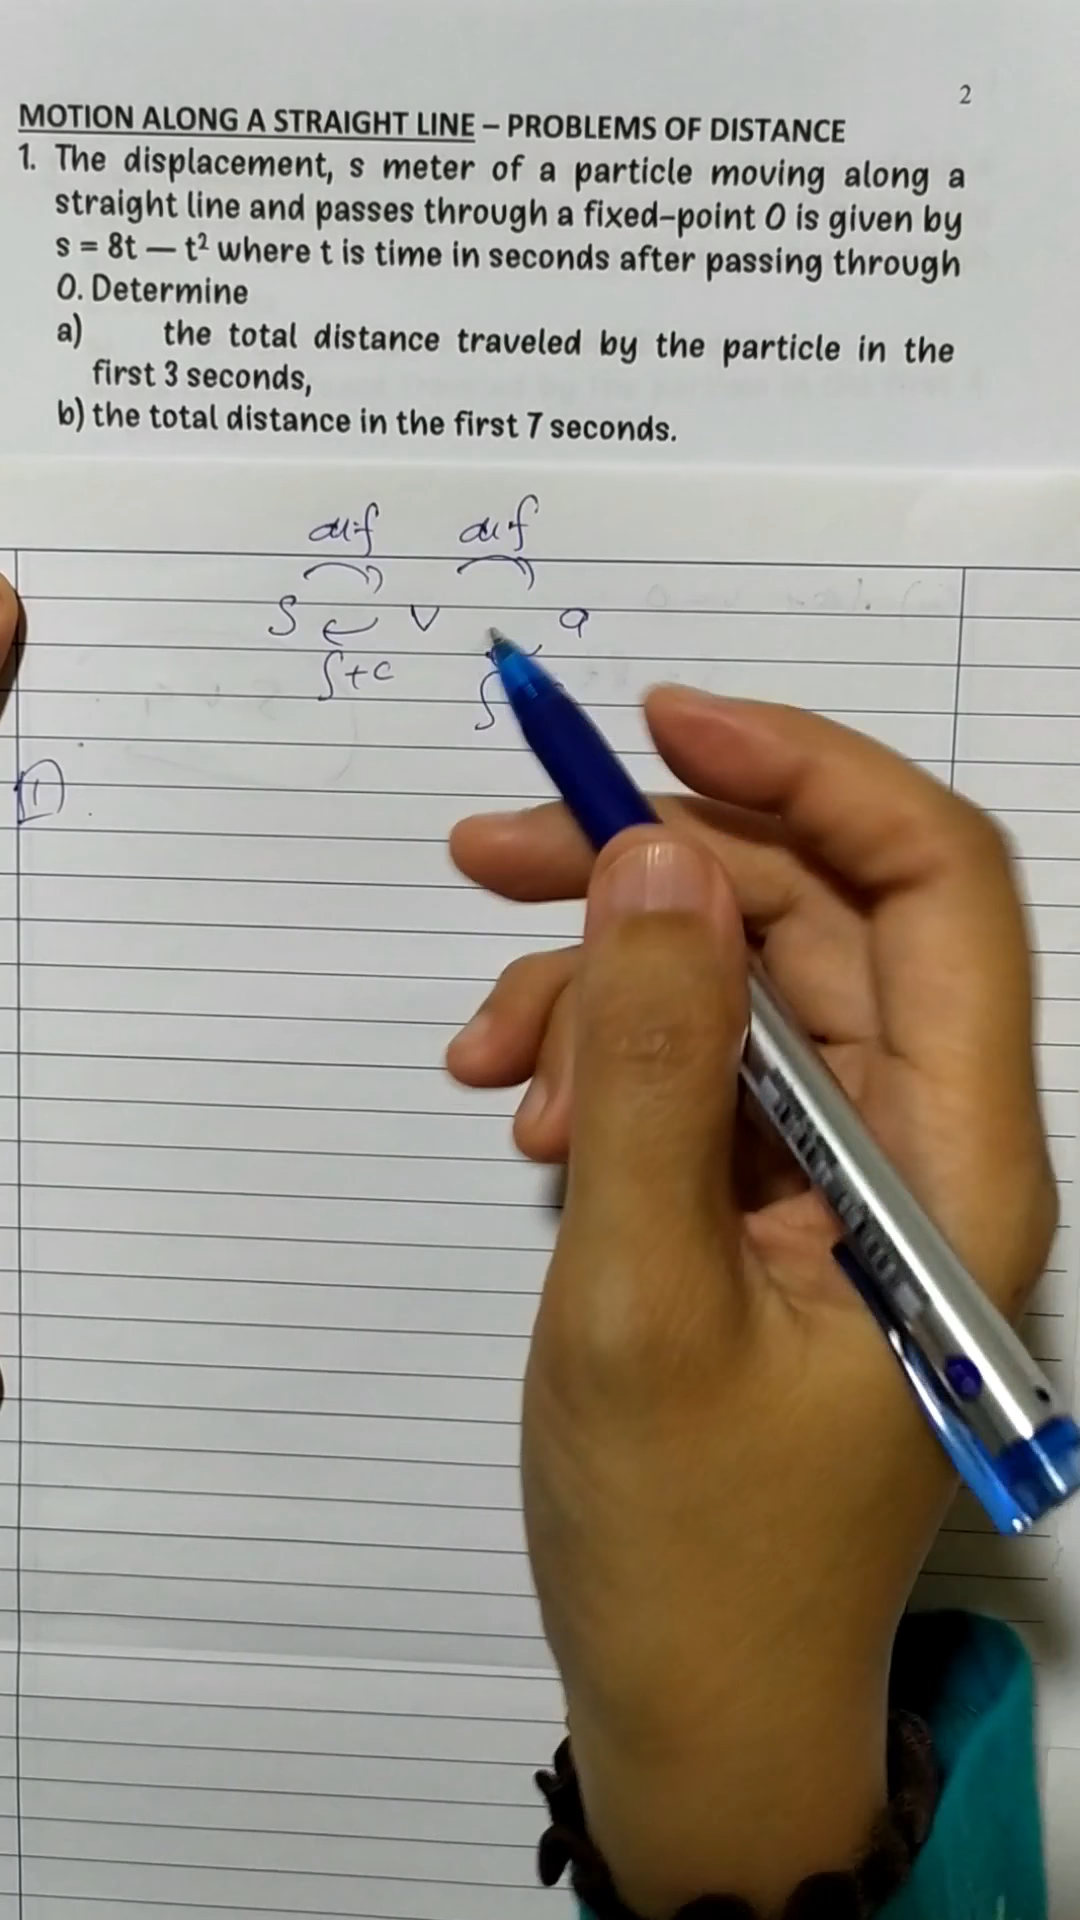 2
MOTION ALONG A STRAIGHT LINE – PROBLEMS OF DISTANCE
1. The displacement, s meter of a particle moving along a
straight line and passes through a fixed-point O is given by
s = 8t — t² where t is time in seconds after passing through
O. Determine
a) the total distance traveled by the particle in the
first 3 seconds,
b) the total distance in the first 7 seconds.
dif dif
S V a
∫+c ∫
1